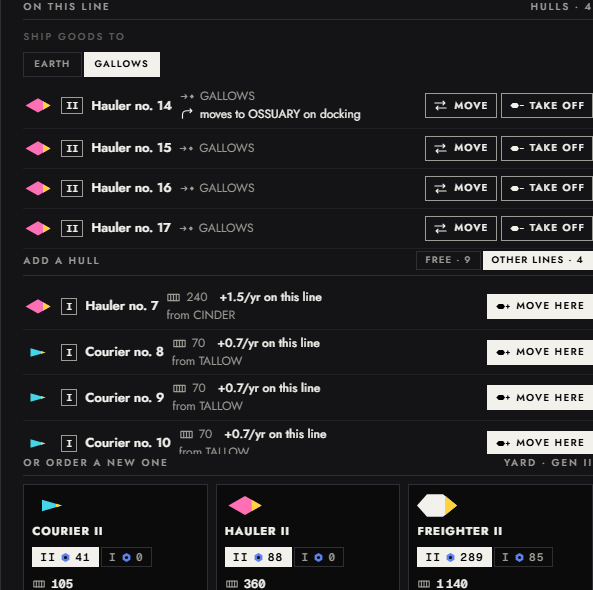 ON THIS LINE HULLS · 4
SHIP GOODS TO
EARTH GALLOWS
II Hauler no. 14 GALLOWS MOVE TAKE OFF
moves to OSSUARY on docking
II Hauler no. 15 GALLOWS MOVE TAKE OFF
II Hauler no. 16 GALLOWS MOVE TAKE OFF
II Hauler no. 17 GALLOWS MOVE TAKE OFF
ADD A HULL FREE · 9 OTHER LINES · 4
I Hauler no. 7 240 +1.5/yr on this line MOVE HERE
from CINDER
I Courier no. 8 70 +0.7/yr on this line MOVE HERE
from TALLOW
I Courier no. 9 70 +0.7/yr on this line MOVE HERE
from TALLOW
I Courier no. 10 70 +0.7/yr on this line MOVE HERE
from TALLOW
OR ORDER A NEW ONE YARD · GEN II
COURIER II HAULER II FREIGHTER II
II 41 I 0 II 88 I 0 II 289 I 85
105 360 1140